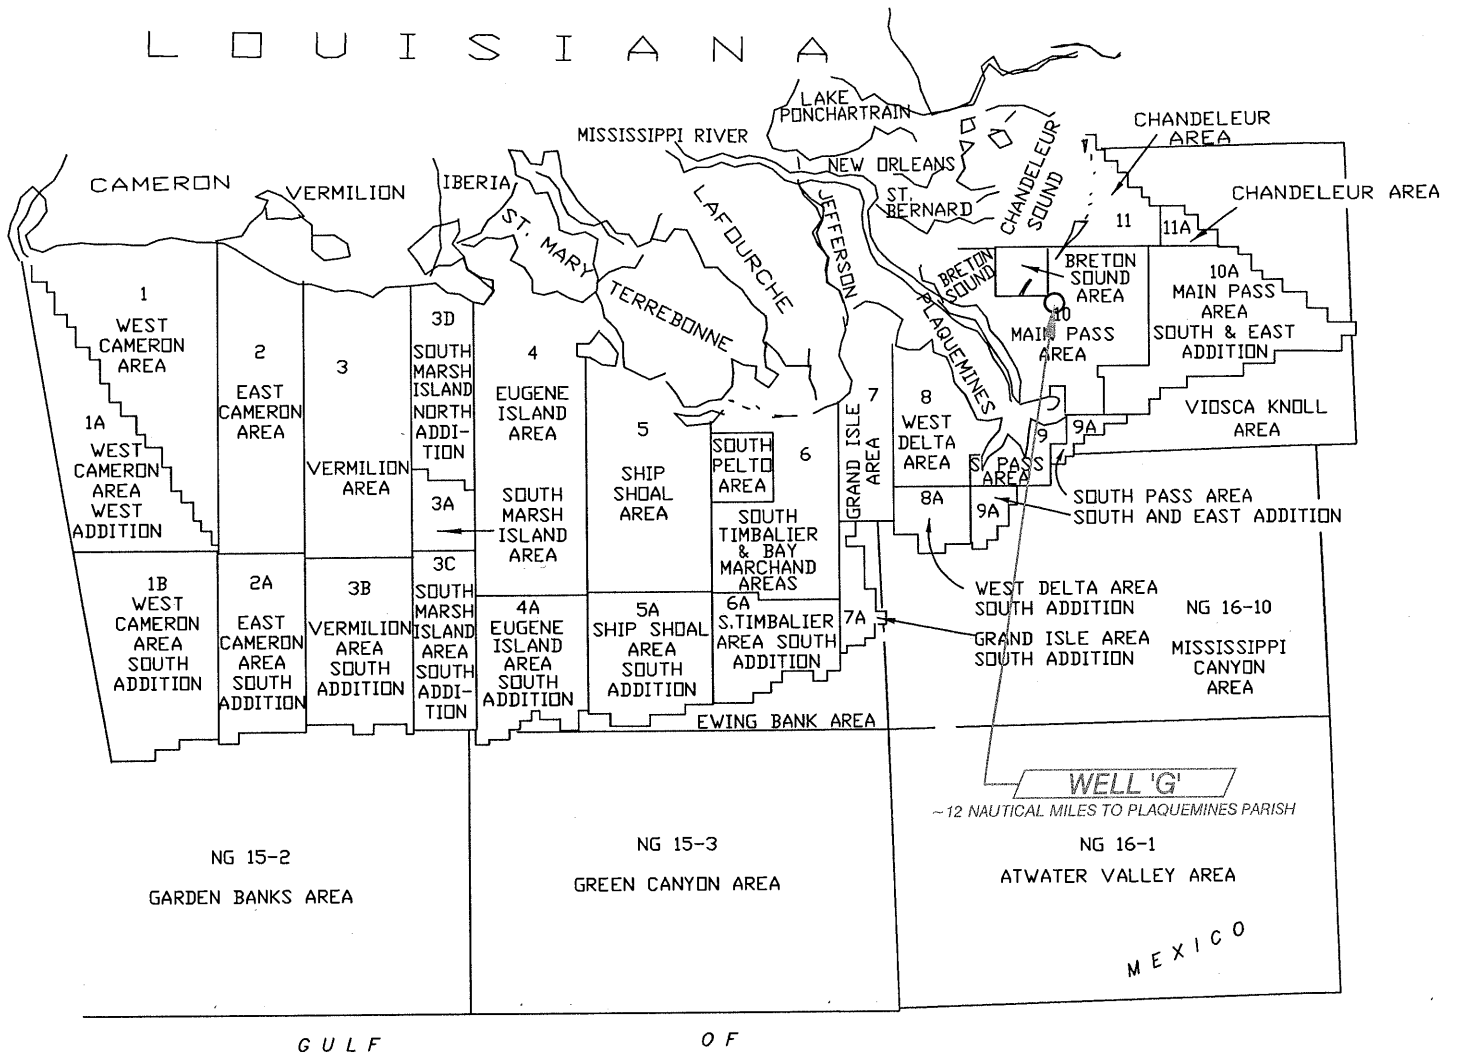 LOUISIANA
LAKE
PONCHARTRAIN
MISSISSIPPI RIVER
NEW ORLEANS
ST.
BERNARD
CHANDELEUR
SOUND
CHANDELEUR
AREA
CHANDELEUR AREA
CAMERON
VERMILION
IBERIA
ST. MARY
TERREBONNE
LAFOURCHE
JEFFERSON
PLAQUEMINES
BRETON
SOUND
BRETON
SOUND
AREA
11
11A
10
MAIN PASS
AREA
10A
MAIN PASS
AREA
SOUTH & EAST
ADDITION
VIOSCA KNOLL
AREA
1
WEST
CAMERON
AREA
1A
WEST
CAMERON
AREA
WEST
ADDITION
1B
WEST
CAMERON
AREA
SOUTH
ADDITION
2
EAST
CAMERON
AREA
2A
EAST
CAMERON
AREA
SOUTH
ADDITION
3
VERMILION
AREA
3B
VERMILION
AREA
SOUTH
ADDITION
3D
SOUTH
MARSH
ISLAND
NORTH
ADDI-
TION
3A
SOUTH
MARSH
ISLAND
AREA
3C
SOUTH
MARSH
ISLAND
AREA
SOUTH
ADDI-
TION
4
EUGENE
ISLAND
AREA
4A
EUGENE
ISLAND
AREA
SOUTH
ADDITION
5
SHIP
SHOAL
AREA
5A
SHIP SHOAL
AREA
SOUTH
ADDITION
SOUTH
PELTO
AREA
6
SOUTH
TIMBALIER
& BAY
MARCHAND
AREAS
6A
S.TIMBALIER
AREA SOUTH
ADDITION
7
GRAND ISLE
AREA
7A
8
WEST
DELTA
AREA
8A
9
S. PASS
AREA
9A
9A
SOUTH PASS AREA
SOUTH AND EAST ADDITION
WEST DELTA AREA
SOUTH ADDITION
GRAND ISLE AREA
SOUTH ADDITION
NG 16-10
MISSISSIPPI
CANYON
AREA
EWING BANK AREA
WELL 'G'
~12 NAUTICAL MILES TO PLAQUEMINES PARISH
NG 15-2
GARDEN BANKS AREA
NG 15-3
GREEN CANYON AREA
NG 16-1
ATWATER VALLEY AREA
GULF OF MEXICO